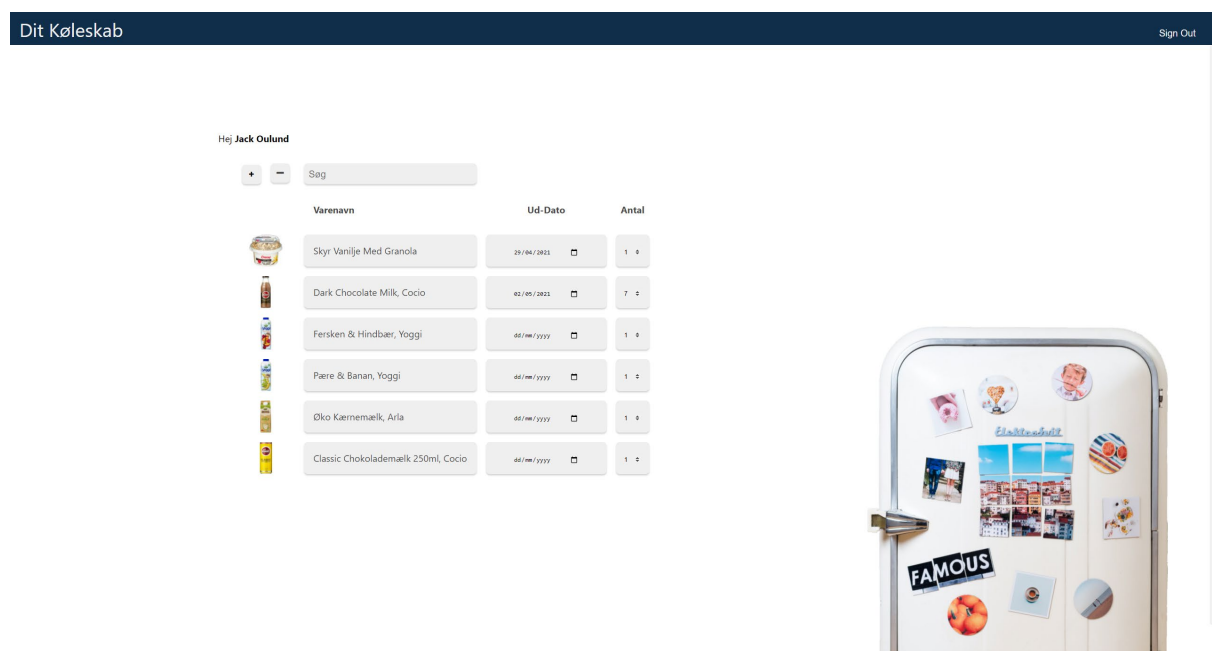 Dit Køleskab
Sign Out
Hej Jack Oulund
+ −
Søg
Varenavn Ud-Dato Antal
Skyr Vanilje Med Granola 29/04/2021 1
Dark Chocolate Milk, Cocio 02/05/2021 7
Fersken & Hindbær, Yoggi dd/mm/yyyy 1
Pære & Banan, Yoggi dd/mm/yyyy 1
Øko Kærnemælk, Arla dd/mm/yyyy 1
Classic Chokolademælk 250ml, Cocio dd/mm/yyyy 1
FAMOUS